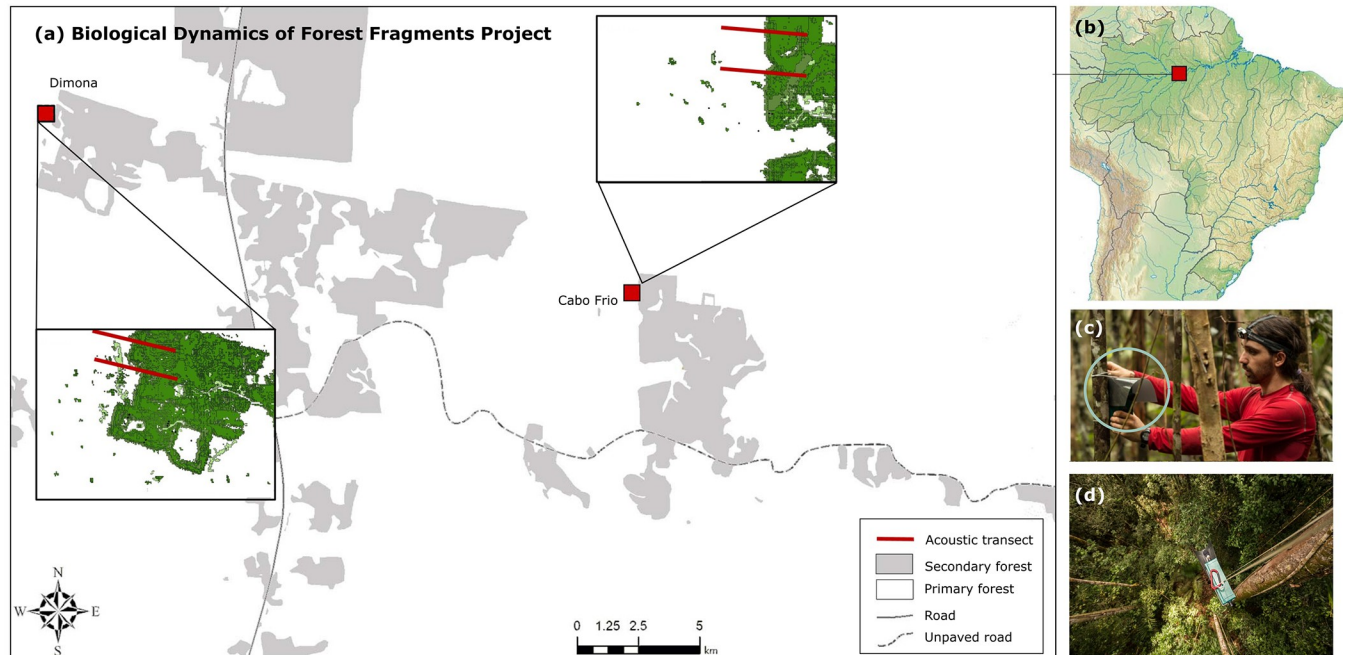 (a) Biological Dynamics of Forest Fragments Project
Dimona
Cabo Frio
Acoustic transect
Secondary forest
Primary forest
Road
Unpaved road
N
W
E
S
0 1.25 2.5 5
km
(b)
(c)
(d)